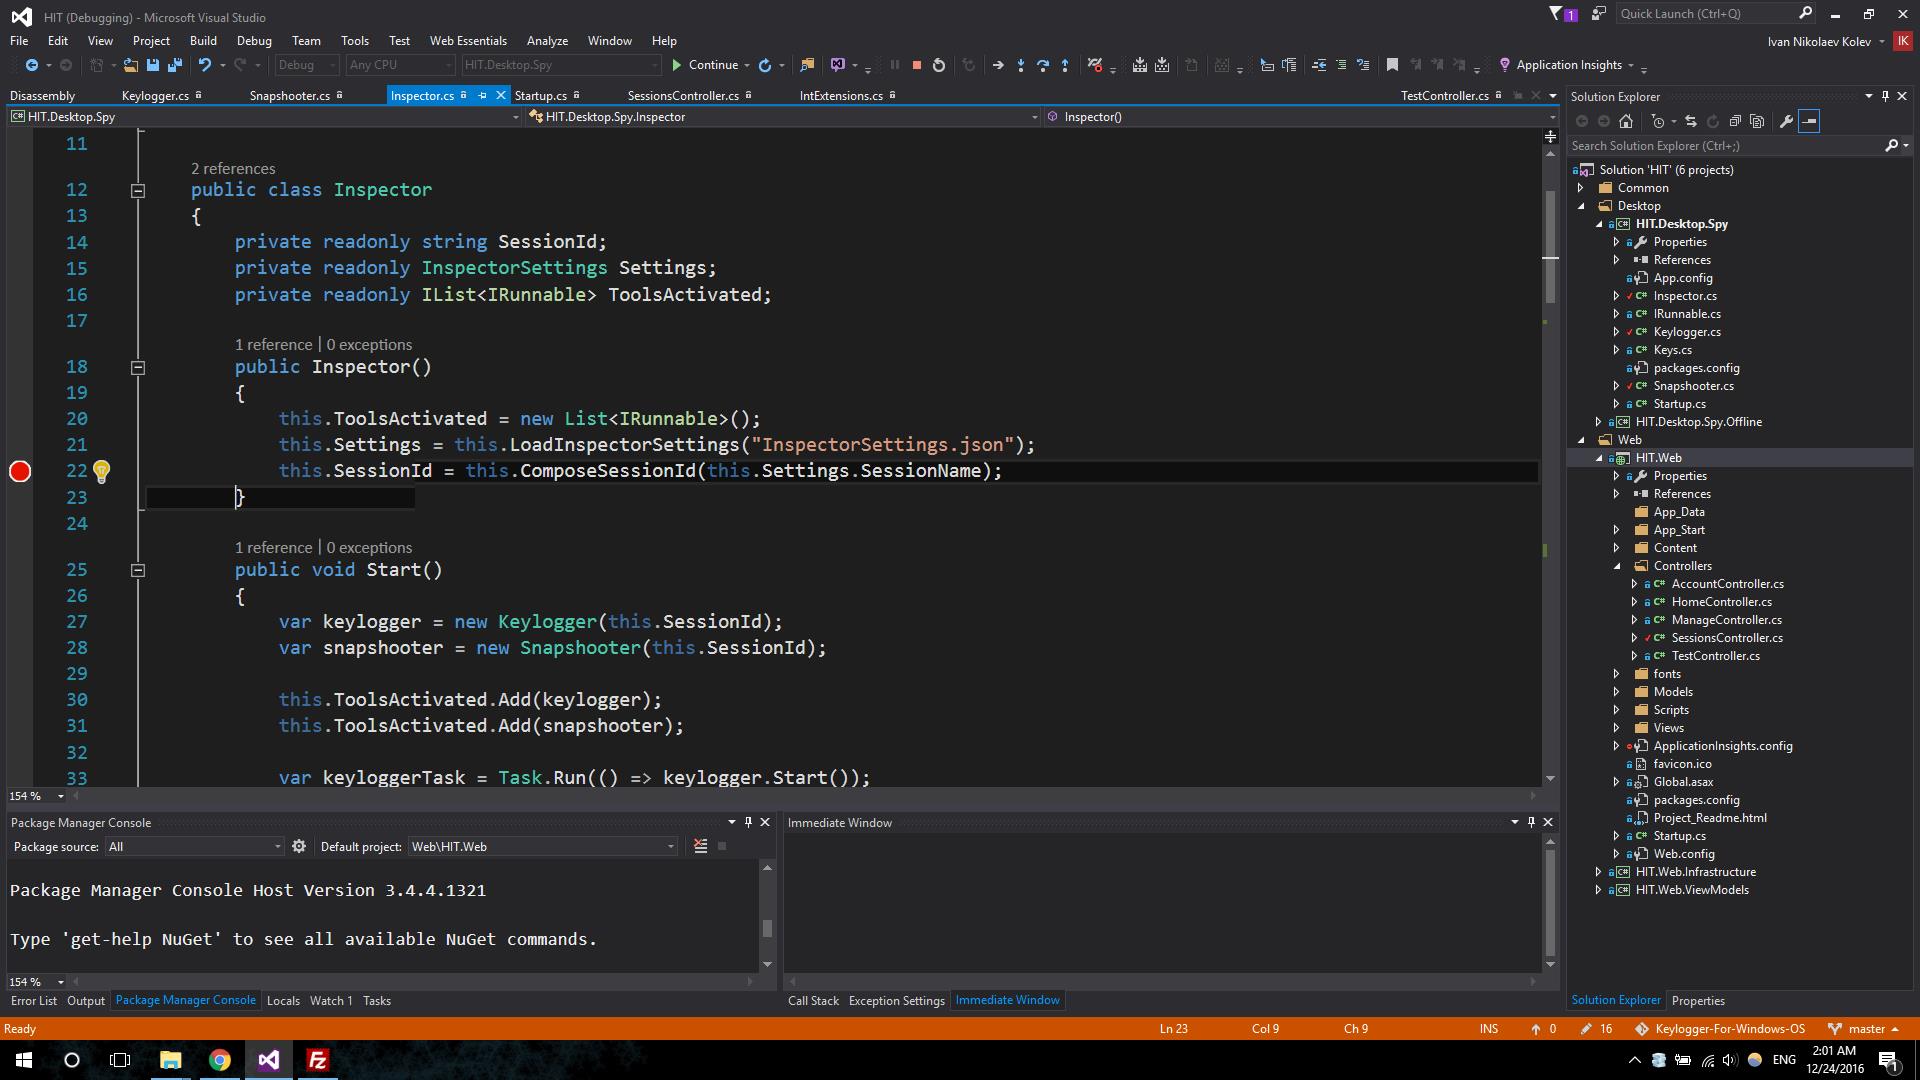 HIT (Debugging) - Microsoft Visual Studio
1
Quick Launch (Ctrl+Q)
File Edit View Project Build Debug Team Tools Test Web Essentials Analyze Window Help
Ivan Nikolaev Kolev IK
Debug Any CPU HIT.Desktop.Spy Continue Application Insights
Disassembly Keylogger.cs Snapshooter.cs Inspector.cs Startup.cs SessionsController.cs IntExtensions.cs TestController.cs
HIT.Desktop.Spy HIT.Desktop.Spy.Inspector Inspector()
11
2 references
12 public class Inspector
13 {
14 private readonly string SessionId;
15 private readonly InspectorSettings Settings;
16 private readonly IList<IRunnable> ToolsActivated;
17
1 reference | 0 exceptions
18 public Inspector()
19 {
20 this.ToolsActivated = new List<IRunnable>();
21 this.Settings = this.LoadInspectorSettings("InspectorSettings.json");
22 this.SessionId = this.ComposeSessionId(this.Settings.SessionName);
23 }
24
1 reference | 0 exceptions
25 public void Start()
26 {
27 var keylogger = new Keylogger(this.SessionId);
28 var snapshooter = new Snapshooter(this.SessionId);
29
30 this.ToolsActivated.Add(keylogger);
31 this.ToolsActivated.Add(snapshooter);
32
33 var keyloggerTask = Task.Run(() => keylogger.Start());
154 %
Package Manager Console
Package source: All Default project: Web\HIT.Web
Package Manager Console Host Version 3.4.4.1321
Type 'get-help NuGet' to see all available NuGet commands.
154 %
Error List Output Package Manager Console Locals Watch 1 Tasks
Immediate Window
Call Stack Exception Settings Immediate Window
Solution Explorer
Search Solution Explorer (Ctrl+;)
Solution 'HIT' (6 projects)
Common
Desktop
HIT.Desktop.Spy
Properties
References
App.config
Inspector.cs
IRunnable.cs
Keylogger.cs
Keys.cs
packages.config
Snapshooter.cs
Startup.cs
HIT.Desktop.Spy.Offline
Web
HIT.Web
Properties
References
App_Data
App_Start
Content
Controllers
AccountController.cs
HomeController.cs
ManageController.cs
SessionsController.cs
TestController.cs
fonts
Models
Scripts
Views
ApplicationInsights.config
favicon.ico
Global.asax
packages.config
Project_Readme.html
Startup.cs
Web.config
HIT.Web.Infrastructure
HIT.Web.ViewModels
Solution Explorer Properties
Ready Ln 23 Col 9 Ch 9 INS 0 16 Keylogger-For-Windows-OS master
ENG 2:01 AM
12/24/2016
1